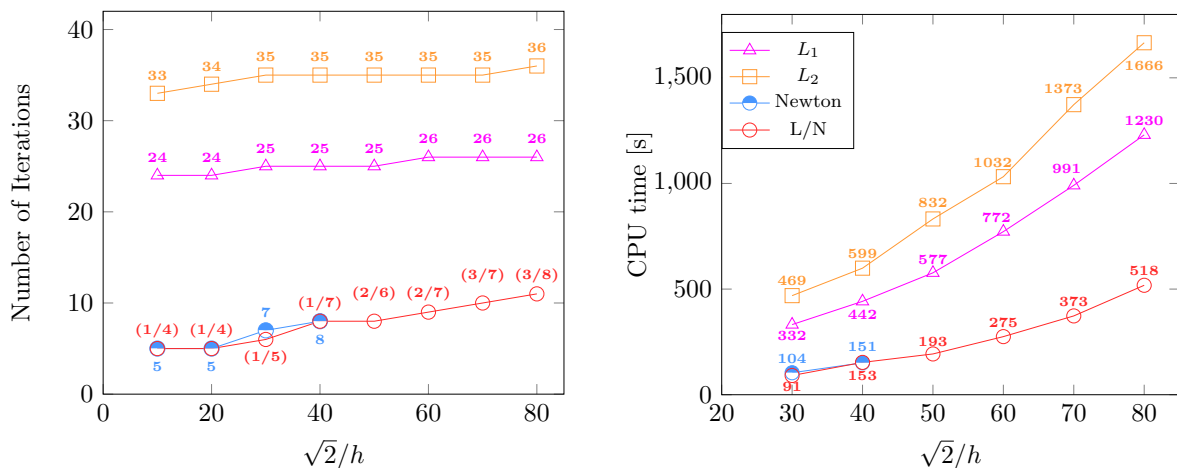 40
30
20
10
0
Number of Iterations
33 34 35 35 35 35 35 36
24 24 25 25 25 26 26 26
(1/4) (1/4) 7 (1/7) (2/6) (2/7) (3/7) (3/8)
5 5 (1/5) 8
0 20 40 60 80
√2/h
1,500
1,000
500
0
CPU time [s]
L₁
L₂
Newton
L/N
469 599 832 1032 1373 1666
332 442 577 772 991 1230
104 151
91 153 193 275 373 518
20 30 40 50 60 70 80
√2/h